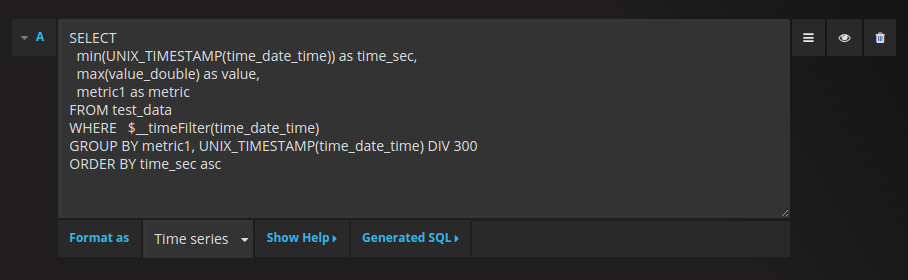 A
SELECT
min(UNIX_TIMESTAMP(time_date_time)) as time_sec,
max(value_double) as value,
metric1 as metric
FROM test_data
WHERE   $__timeFilter(time_date_time)
GROUP BY metric1, UNIX_TIMESTAMP(time_date_time) DIV 300
ORDER BY time_sec asc
Format as Time series Show Help Generated SQL